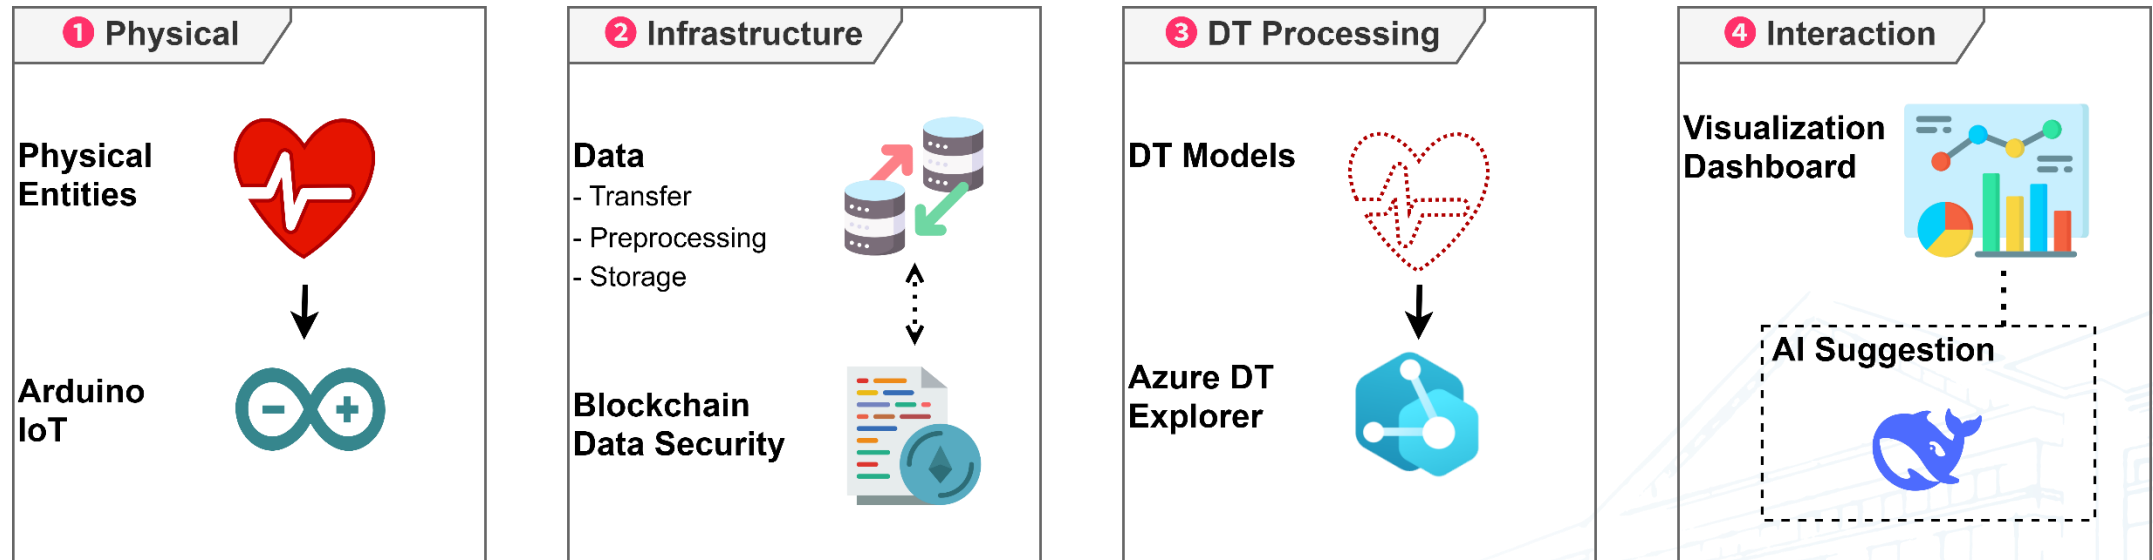 1 Physical
Physical
Entities
Arduino
IoT
2 Infrastructure
Data
- Transfer
- Preprocessing
- Storage
Blockchain
Data Security
3 DT Processing
DT Models
Azure DT
Explorer
4 Interaction
Visualization
Dashboard
AI Suggestion